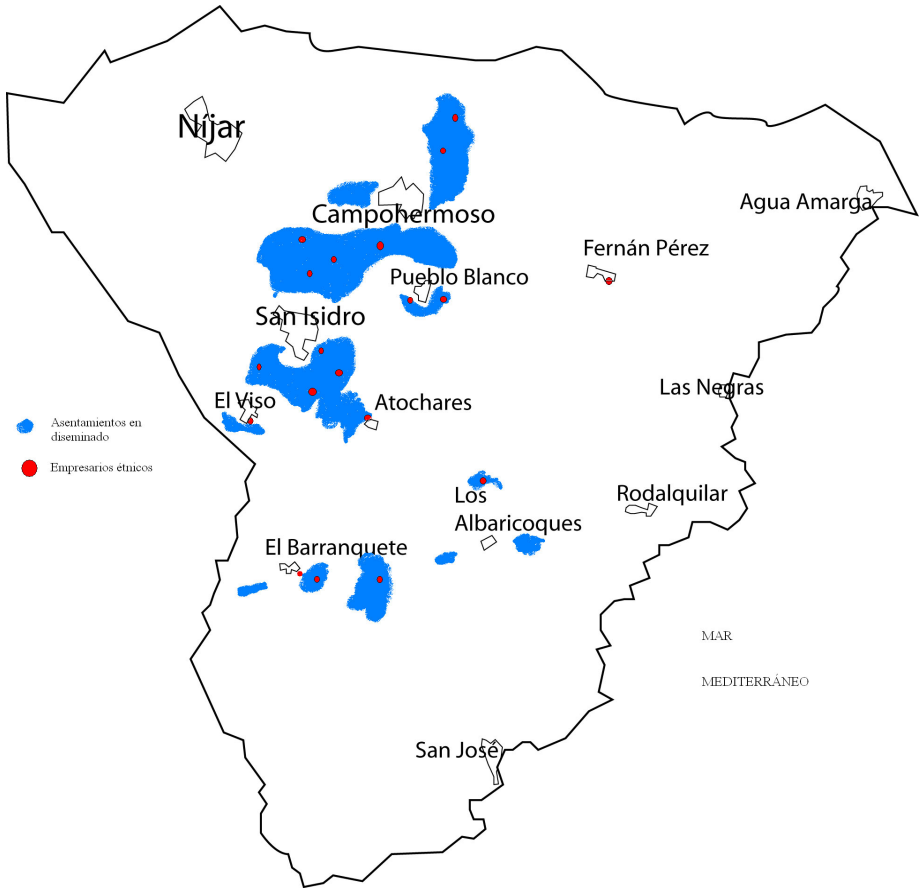 Níjar
Campohermoso
Agua Amarga
Fernán Pérez
Pueblo Blanco
San Isidro
Las Negras
El Viso
Atochares
Asentamientos en
diseminado
Empresarios étnicos
Los
Albaricoques
Rodalquilar
El Barranquete
MAR
MEDITERRÁNEO
San José